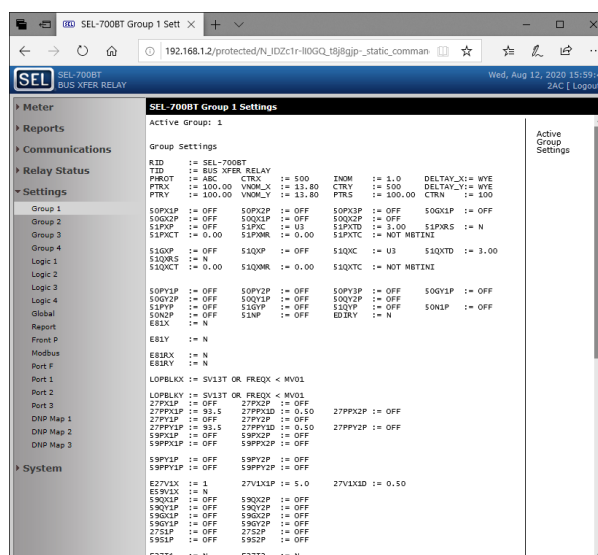 SEL-700BT Group 1 Sett
192.168.1.2/protected/N_IDZc1r-lI0GQ_t8j8gjp-_static_comman
SEL
SEL-700BT
BUS XFER RELAY
Wed, Aug 12, 2020 15:59:
2AC [ Logout
Meter
Reports
Communications
Relay Status
Settings
Group 1
Group 2
Group 3
Group 4
Logic 1
Logic 2
Logic 3
Logic 4
Global
Report
Front P
Modbus
Port F
Port 1
Port 2
Port 3
DNP Map 1
DNP Map 2
DNP Map 3
System
SEL-700BT Group 1 Settings
Active Group: 1
Group Settings
RID := SEL-700BT
TID := BUS XFER RELAY
PHROT := ABC CTRX := 500 INOM := 1.0 DELTAY_X:= WYE
PTRX := 100.00 VNOM_X := 13.80 CTRY := 500 DELTAY_Y:= WYE
PTRY := 100.00 VNOM_Y := 13.80 PTRS := 100.00 CTRN := 100
50PX1P := OFF 50PX2P := OFF 50PX3P := OFF 50GX1P := OFF
50GX2P := OFF 50QX1P := OFF 50QX2P := OFF
51PXP := OFF 51PXC := U3 51PXTD := 3.00 51PXRS := N
51PXCT := 0.00 51PXMR := 0.00 51PXTC := NOT MBTINI
51GXP := OFF 51QXP := OFF 51QXC := U3 51QXTD := 3.00
51QXRS := N
51QXCT := 0.00 51QXMR := 0.00 51QXTC := NOT MBTINI
50PY1P := OFF 50PY2P := OFF 50PY3P := OFF 50GY1P := OFF
50GY2P := OFF 50QY1P := OFF 50QY2P := OFF
51PYP := OFF 51GYP := OFF 51QYP := OFF 50N1P := OFF
50N2P := OFF 51NP := OFF EDIRY := N
E81X := N
E81Y := N
E81RX := N
E81RY := N
LOPBLKX := SV13T OR FREQX < MV01
LOPBLKY := SV13T OR FREQX < MV01
27PX1P := OFF 27PX2P := OFF
27PPX1P := 93.5 27PPX1D := 0.50 27PPX2P := OFF
27PY1P := OFF 27PY2P := OFF
27PPY1P := 93.5 27PPY1D := 0.50 27PPY2P := OFF
59PX1P := OFF 59PX2P := OFF
59PPX1P := OFF 59PPX2P := OFF
59PY1P := OFF 59PY2P := OFF
59PPY1P := OFF 59PPY2P := OFF
E27V1X := 1 27V1X1P := 5.0 27V1X1D := 0.50
E59V1X := N
59QX1P := OFF 59QX2P := OFF
59QY1P := OFF 59QY2P := OFF
59GX1P := OFF 59GX2P := OFF
59GY1P := OFF 59GY2P := OFF
27S1P := OFF 27S2P := OFF
59S1P := OFF 59S2P := OFF
Active
Group
Settings